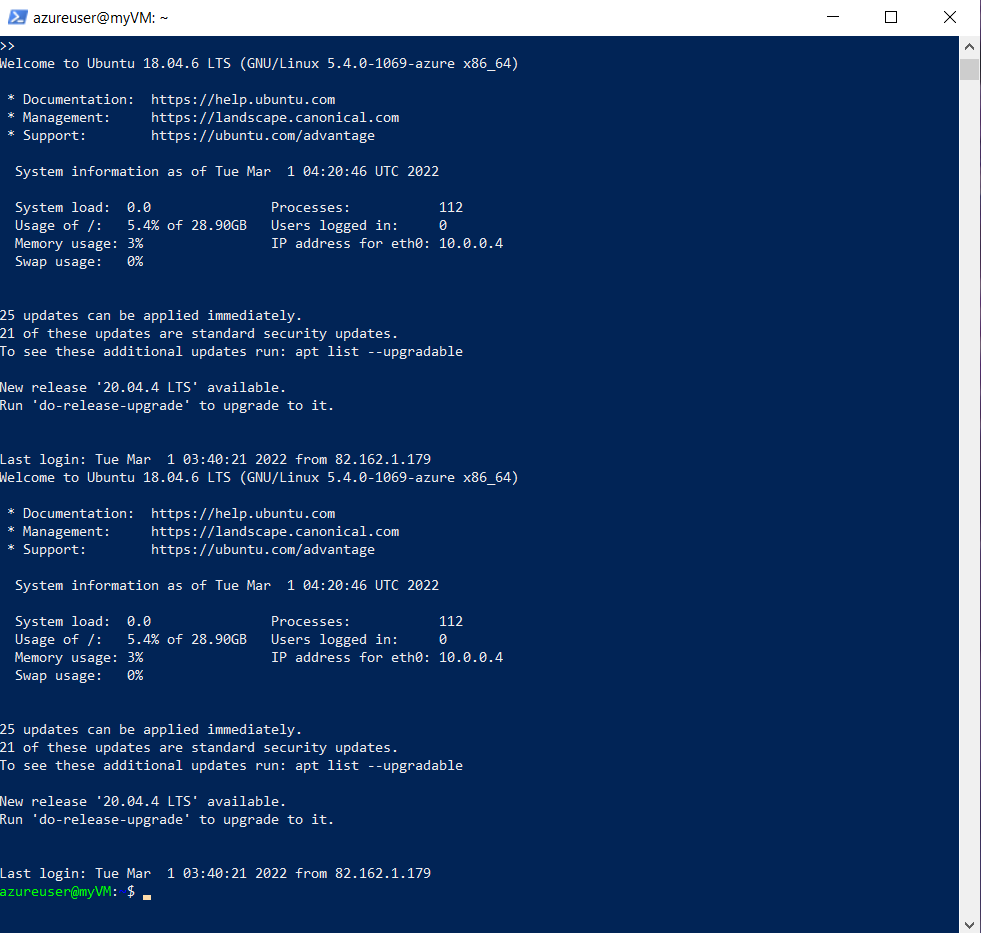 azureuser@myVM: ~
>>
Welcome to Ubuntu 18.04.6 LTS (GNU/Linux 5.4.0-1069-azure x86_64)
* Documentation:  https://help.ubuntu.com
* Management:     https://landscape.canonical.com
* Support:        https://ubuntu.com/advantage
System information as of Tue Mar  1 04:20:46 UTC 2022
System load:  0.0               Processes:           112
Usage of /:   5.4% of 28.90GB   Users logged in:     0
Memory usage: 3%                IP address for eth0: 10.0.0.4
Swap usage:   0%
25 updates can be applied immediately.
21 of these updates are standard security updates.
To see these additional updates run: apt list --upgradable
New release '20.04.4 LTS' available.
Run 'do-release-upgrade' to upgrade to it.
Last login: Tue Mar  1 03:40:21 2022 from 82.162.1.179
Welcome to Ubuntu 18.04.6 LTS (GNU/Linux 5.4.0-1069-azure x86_64)
* Documentation:  https://help.ubuntu.com
* Management:     https://landscape.canonical.com
* Support:        https://ubuntu.com/advantage
System information as of Tue Mar  1 04:20:46 UTC 2022
System load:  0.0               Processes:           112
Usage of /:   5.4% of 28.90GB   Users logged in:     0
Memory usage: 3%                IP address for eth0: 10.0.0.4
Swap usage:   0%
25 updates can be applied immediately.
21 of these updates are standard security updates.
To see these additional updates run: apt list --upgradable
New release '20.04.4 LTS' available.
Run 'do-release-upgrade' to upgrade to it.
Last login: Tue Mar  1 03:40:21 2022 from 82.162.1.179
azureuser@myVM: $